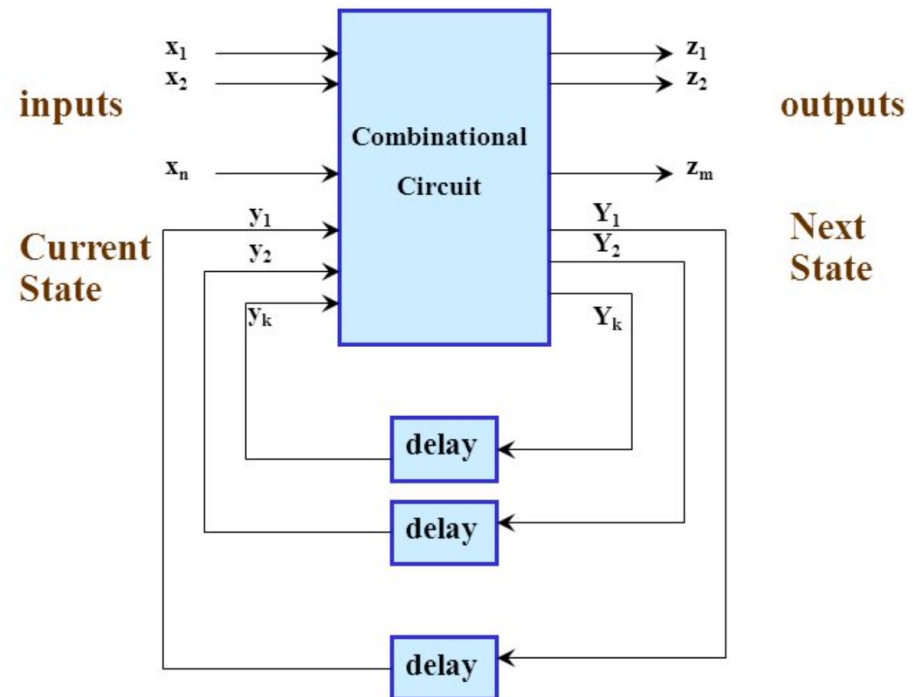 x₁
x₂
inputs
xₙ
Combinational
Circuit
z₁
z₂
outputs
zₘ
Current
State
y₁
y₂
yₖ
Y₁
Y₂
Yₖ
Next
State
delay
delay
delay